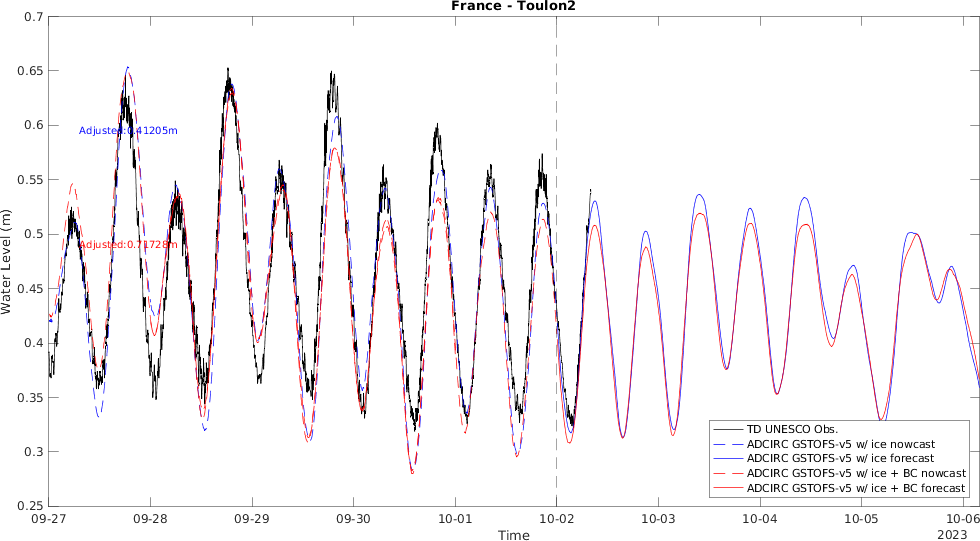 France - Toulon2
0.7
0.65
0.6
0.55
0.5
0.45
0.4
0.35
0.3
0.25
Water Level (m)
Adjusted:0.41205m
Adjusted:0.71728m
TD UNESCO Obs.
ADCIRC GSTOFS-v5 w/ ice nowcast
ADCIRC GSTOFS-v5 w/ ice forecast
ADCIRC GSTOFS-v5 w/ ice + BC nowcast
ADCIRC GSTOFS-v5 w/ ice + BC forecast
09-27 09-28 09-29 09-30 10-01 10-02 10-03 10-04 10-05 10-06
Time
2023